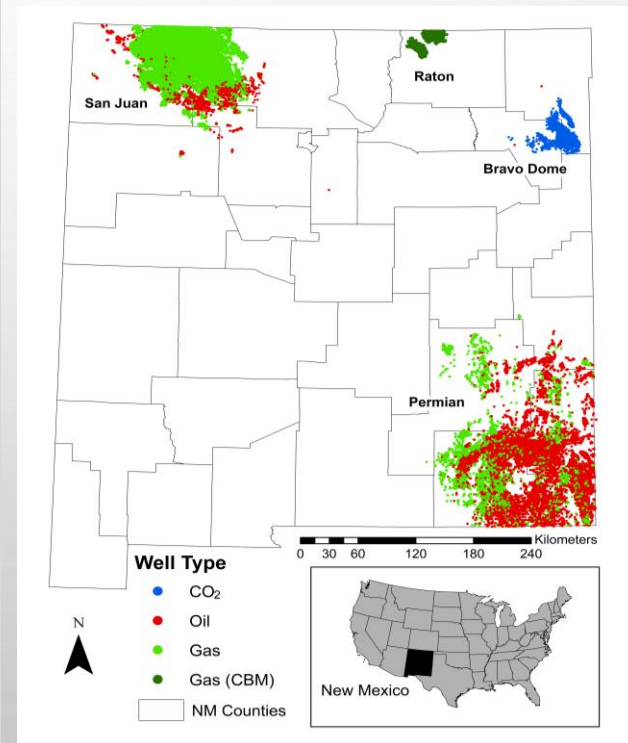 Raton
San Juan
Bravo Dome
Permian
Kilometers
0 15 30 60 120 180 240
Well Type
CO₂
Oil
Gas
Gas (CBM)
NM Counties
N
New Mexico